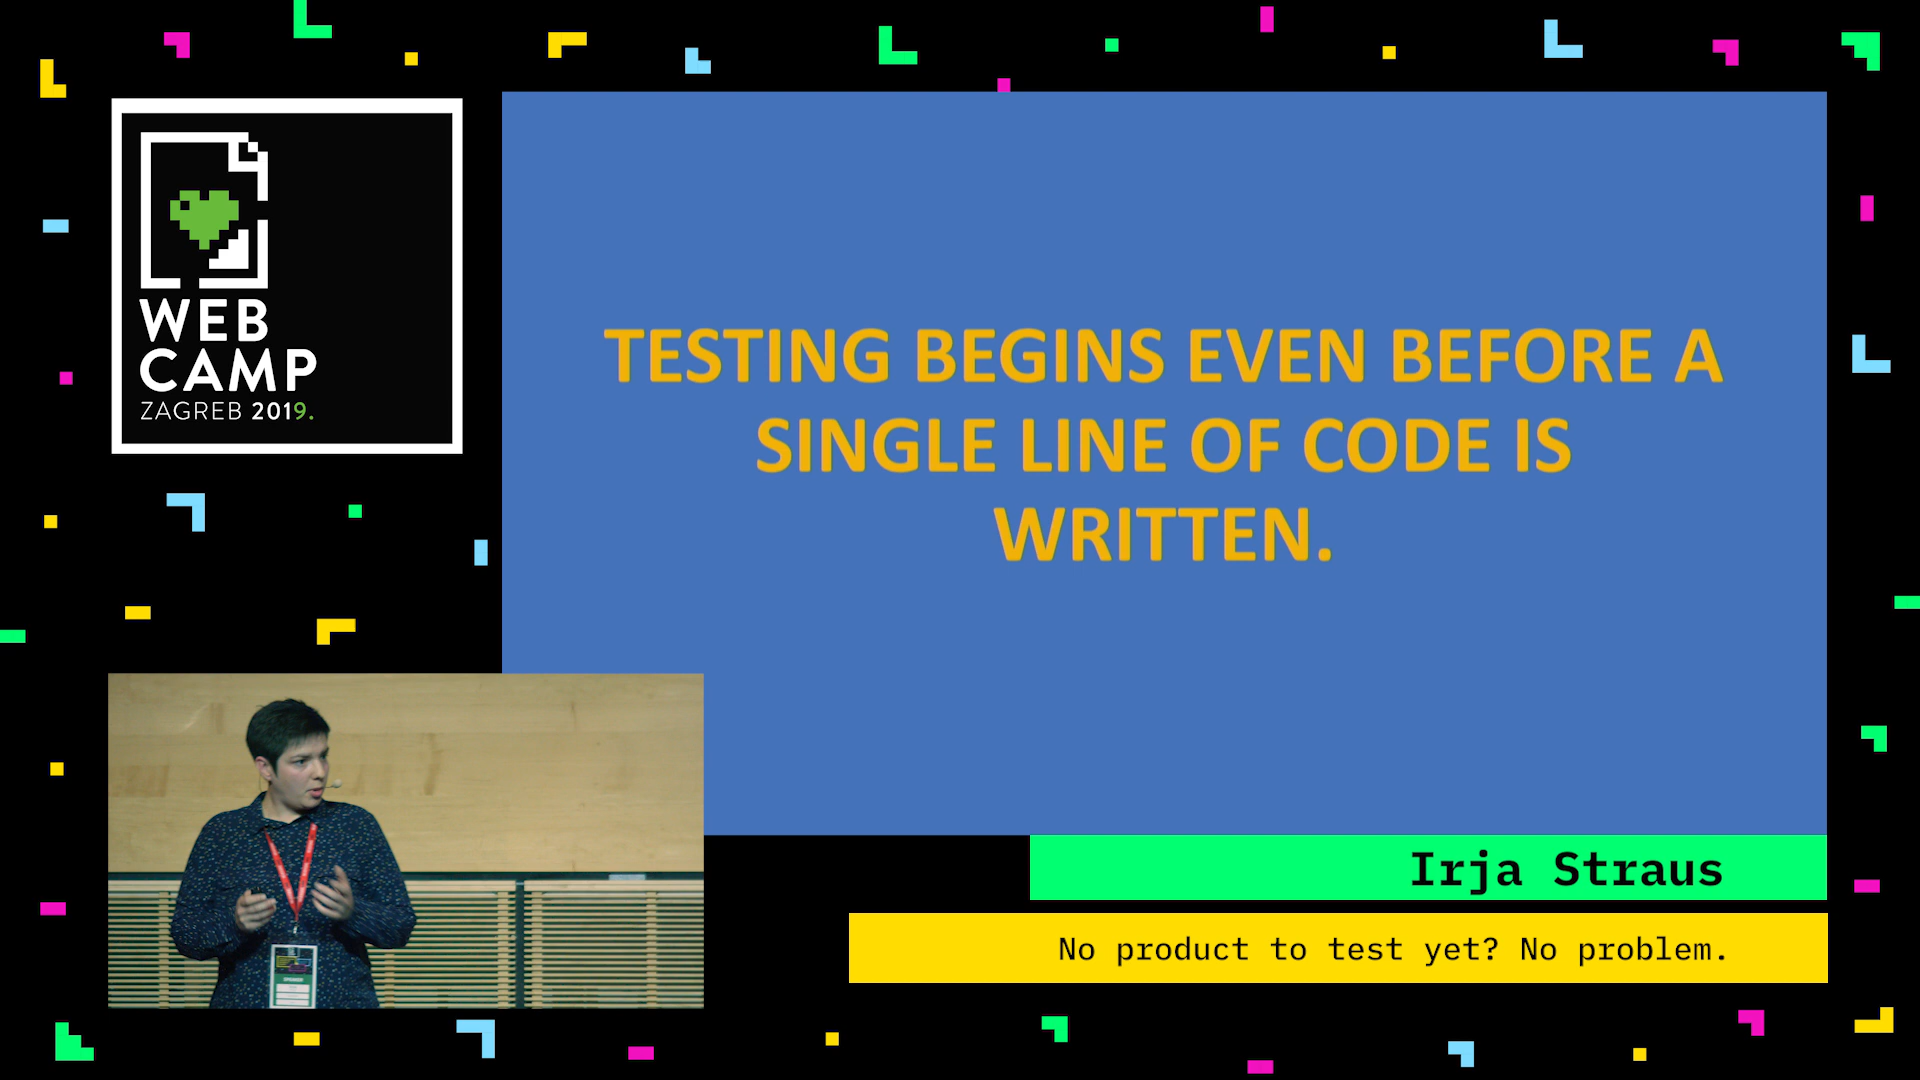 WEB
CAMP
ZAGREB 2019.
TESTING BEGINS EVEN BEFORE A
SINGLE LINE OF CODE IS
WRITTEN.
Irja Straus
No product to test yet? No problem.